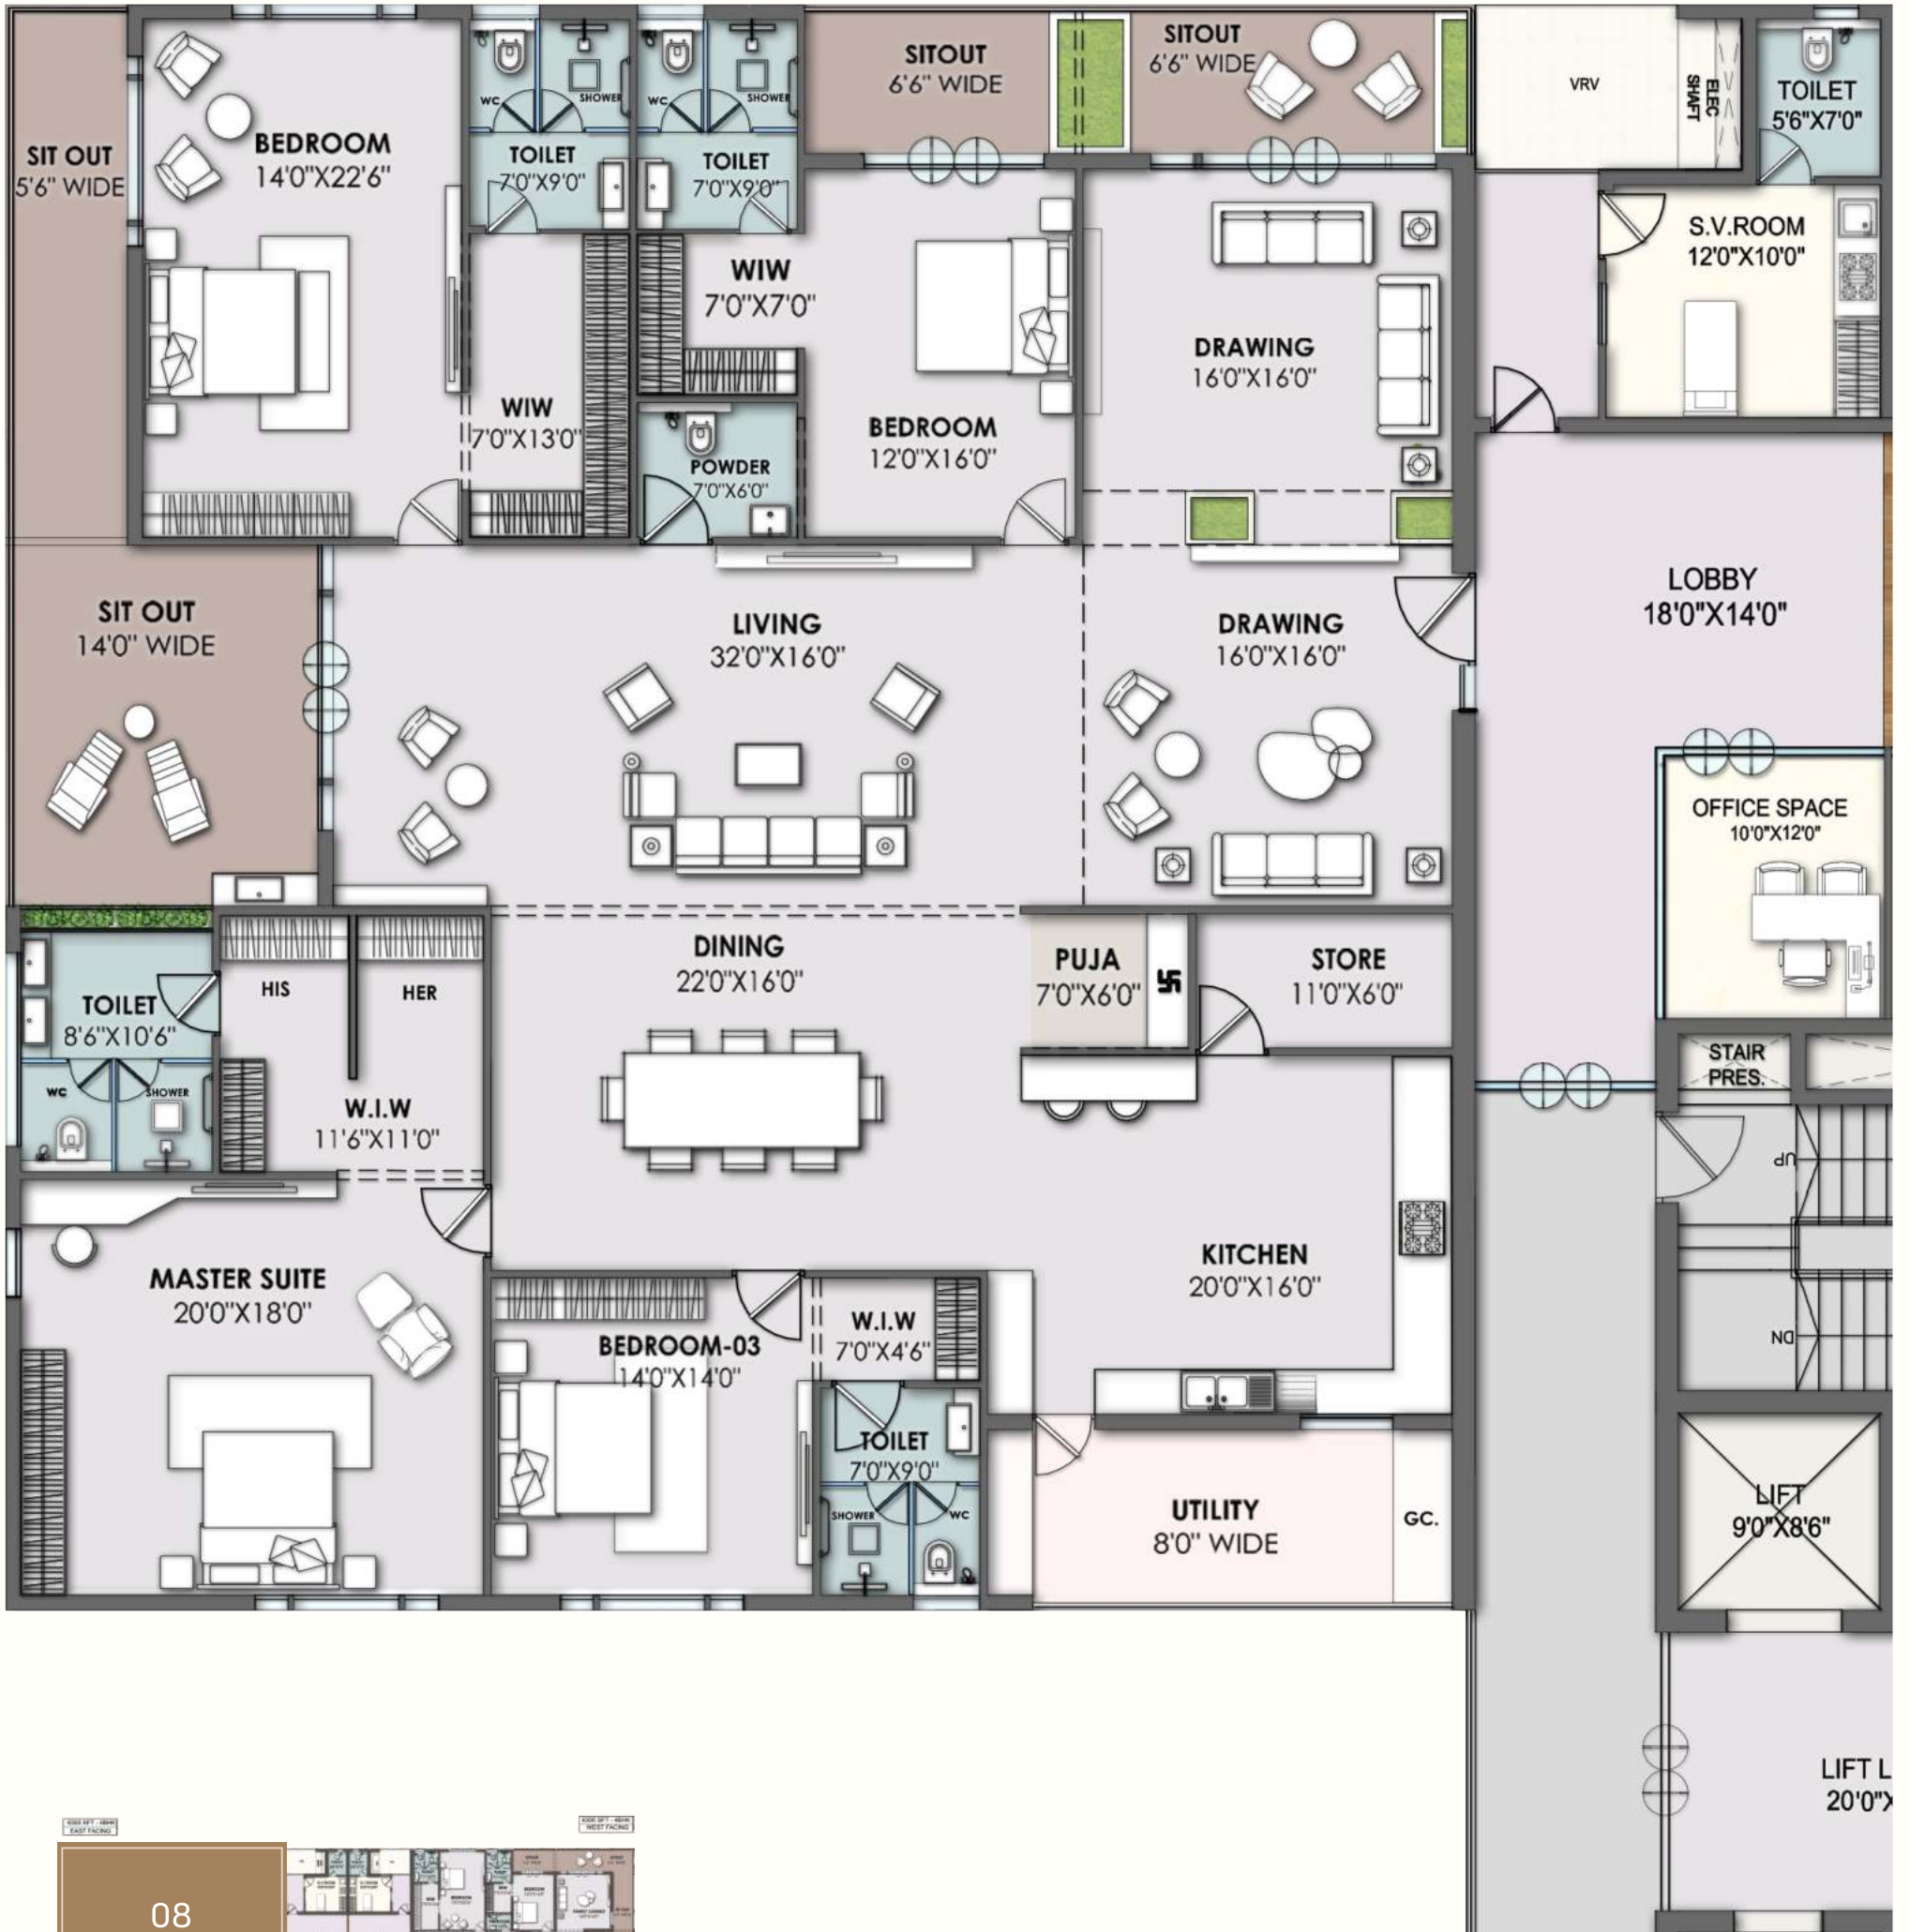 SIT OUT
5'6" WIDE
BEDROOM
14'0"X22'6"
WC
SHOWER
TOILET
7'0"X9'0"
WC
SHOWER
TOILET
7'0"X9'0"
SITOUT
6'6" WIDE
SITOUT
6'6" WIDE
VRV
ELEC
SHAFT
TOILET
5'6"X7'0"
S.V.ROOM
12'0"X10'0"
WIW
7'0"X7'0"
WIW
7'0"X13'0"
POWDER
7'0"X6'0"
BEDROOM
12'0"X16'0"
DRAWING
16'0"X16'0"
SIT OUT
14'0" WIDE
LIVING
32'0"X16'0"
DRAWING
16'0"X16'0"
LOBBY
18'0"X14'0"
OFFICE SPACE
10'0"X12'0"
TOILET
8'6"X10'6"
WC
SHOWER
HIS
HER
W.I.W
11'6"X11'0"
DINING
22'0"X16'0"
PUJA
7'0"X6'0"
卐
STORE
11'0"X6'0"
STAIR
PRES.
UP
DN
MASTER SUITE
20'0"X18'0"
BEDROOM-03
14'0"X14'0"
W.I.W
7'0"X4'6"
TOILET
7'0"X9'0"
SHOWER
WC
KITCHEN
20'0"X16'0"
UTILITY
8'0" WIDE
GC.
LIFT
9'0"X8'6"
LIFT L
20'0"X
EAST FACING
WEST FACING
08